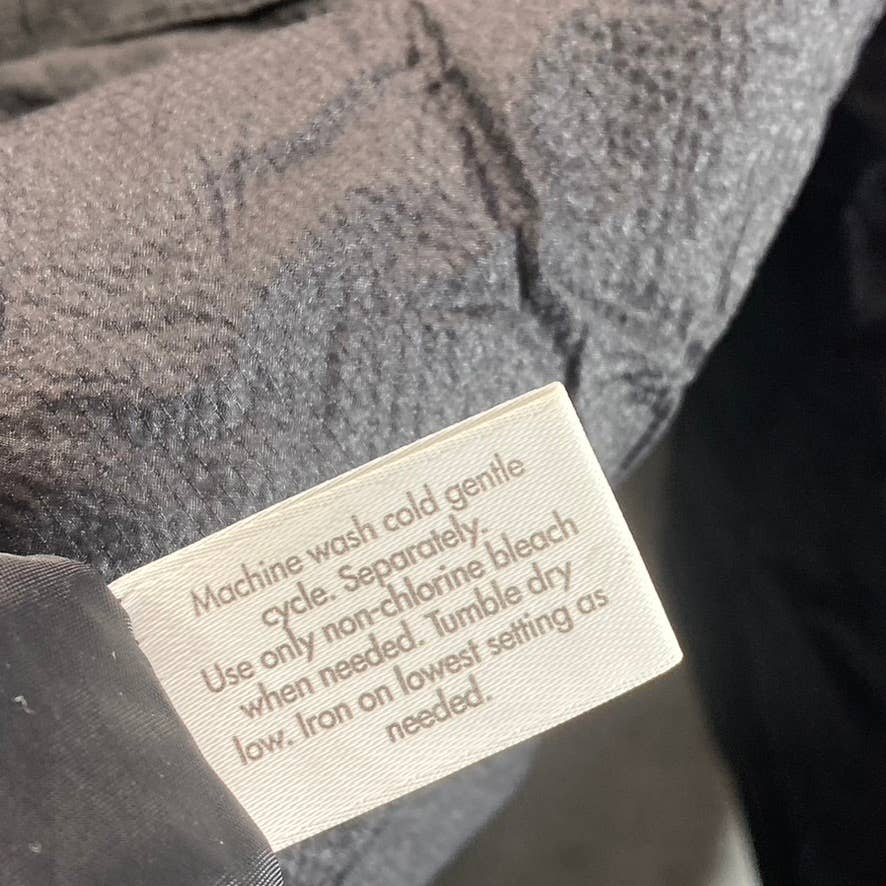 Machine wash cold gentle
cycle. Separately.
Use only non-chlorine bleach
when needed. Tumble dry
low. Iron on lowest setting as
needed.